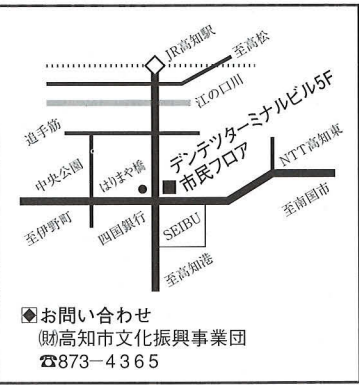 JR高知駅
至高松
江の口川
追手筋
デンテツターミナルビル5F
市民フロア
NTT高知東
中央公園
はりまや橋
至伊野町
四国銀行
SEIBU
至南国市
至高知港
◈お問い合わせ
㈶高知市文化振興事業団
☎873−4365